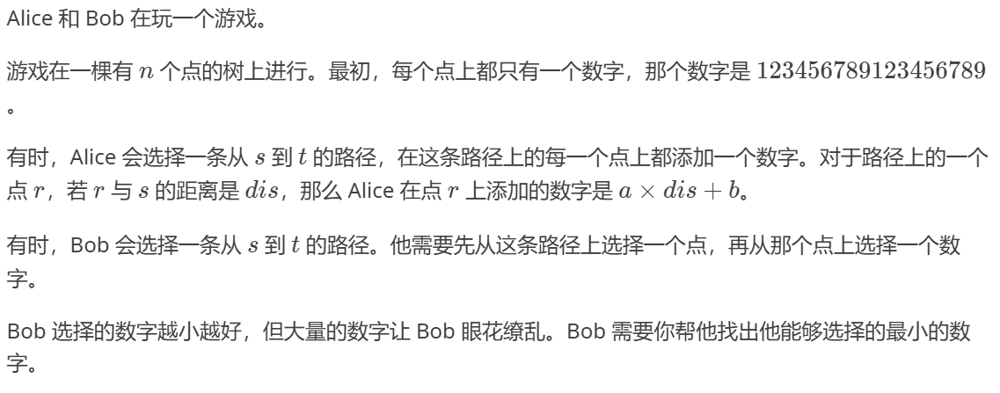 Alice 和 Bob 在玩一个游戏。
游戏在一棵有 n 个点的树上进行。最初，每个点上都只有一个数字，那个数字是 123456789123456789
。
有时，Alice 会选择一条从 s 到 t 的路径，在这条路径上的每一个点上都添加一个数字。对于路径上的一个
点 r，若 r 与 s 的距离是 dis，那么 Alice 在点 r 上添加的数字是 a × dis + b。
有时，Bob 会选择一条从 s 到 t 的路径。他需要先从这条路径上选择一个点，再从那个点上选择一个数
字。
Bob 选择的数字越小越好，但大量的数字让 Bob 眼花缭乱。Bob 需要你帮他找出他能够选择的最小的数
字。